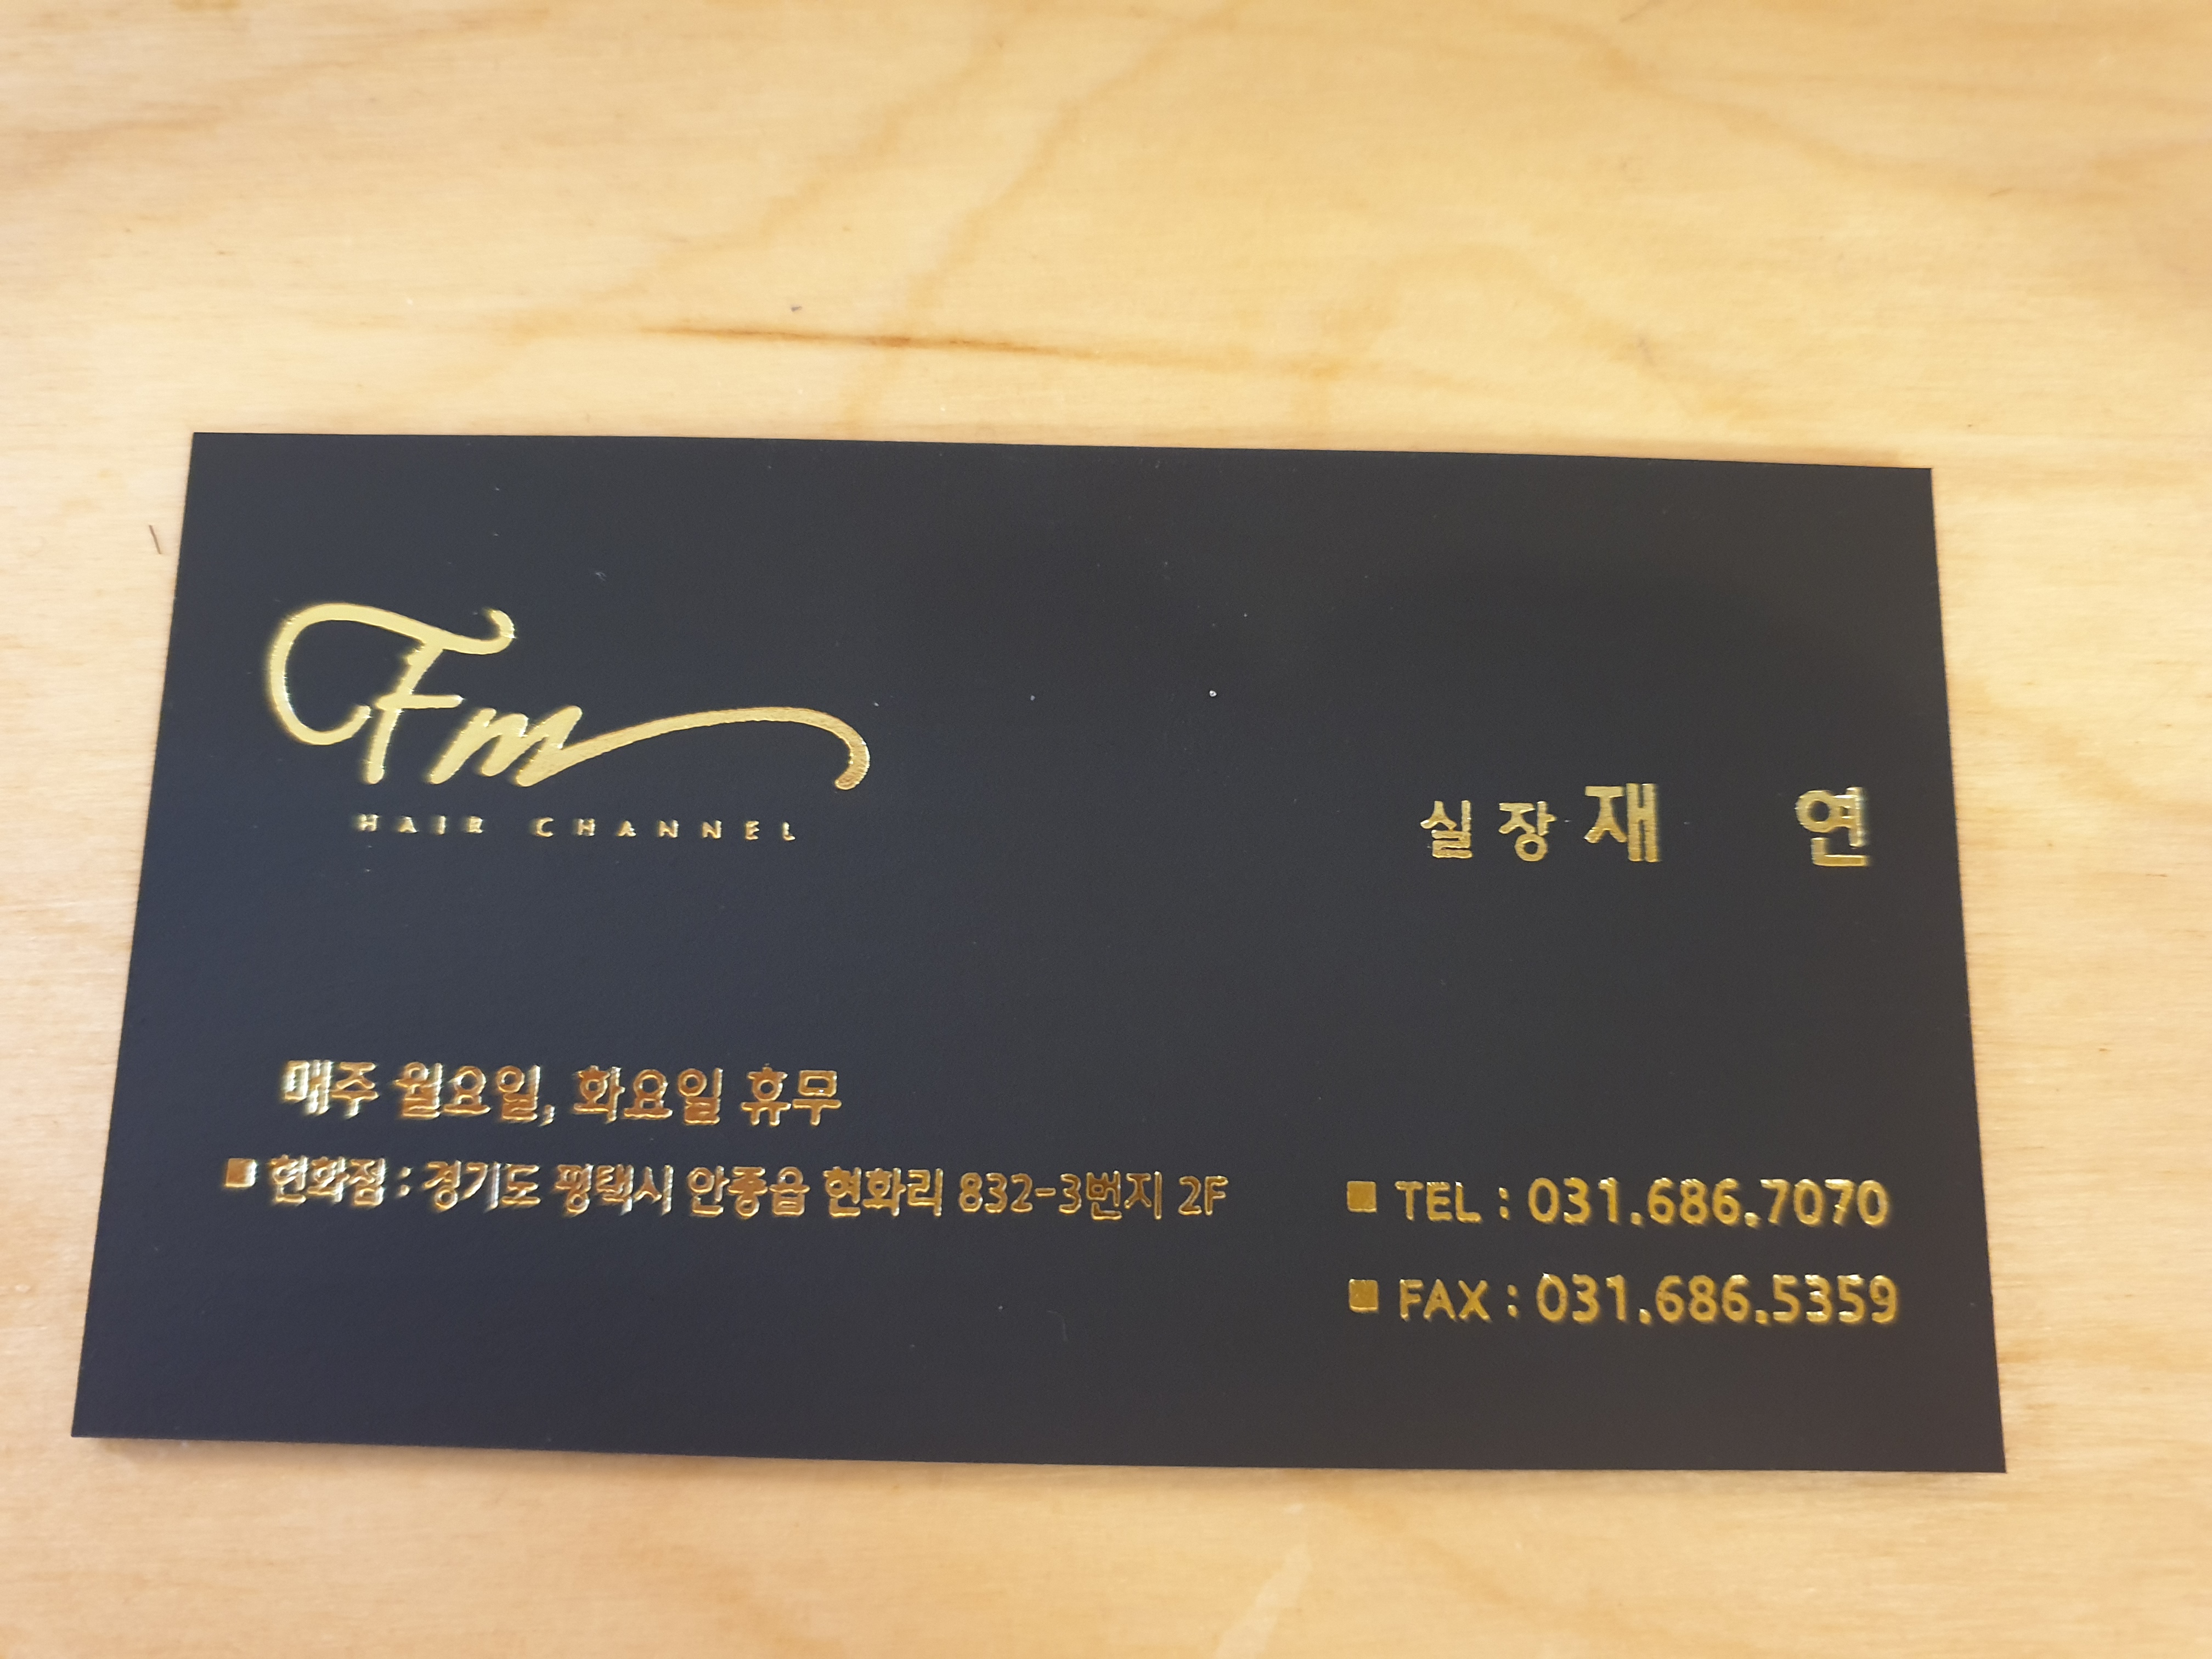 Fm
HAIR CHANNEL
실장 재 연
매주 월요일, 화요일 휴무
■ 현화점 : 경기도 평택시 안중읍 현화리 832-3번지 2F
■ TEL : 031.686.7070
■ FAX : 031.686.5359